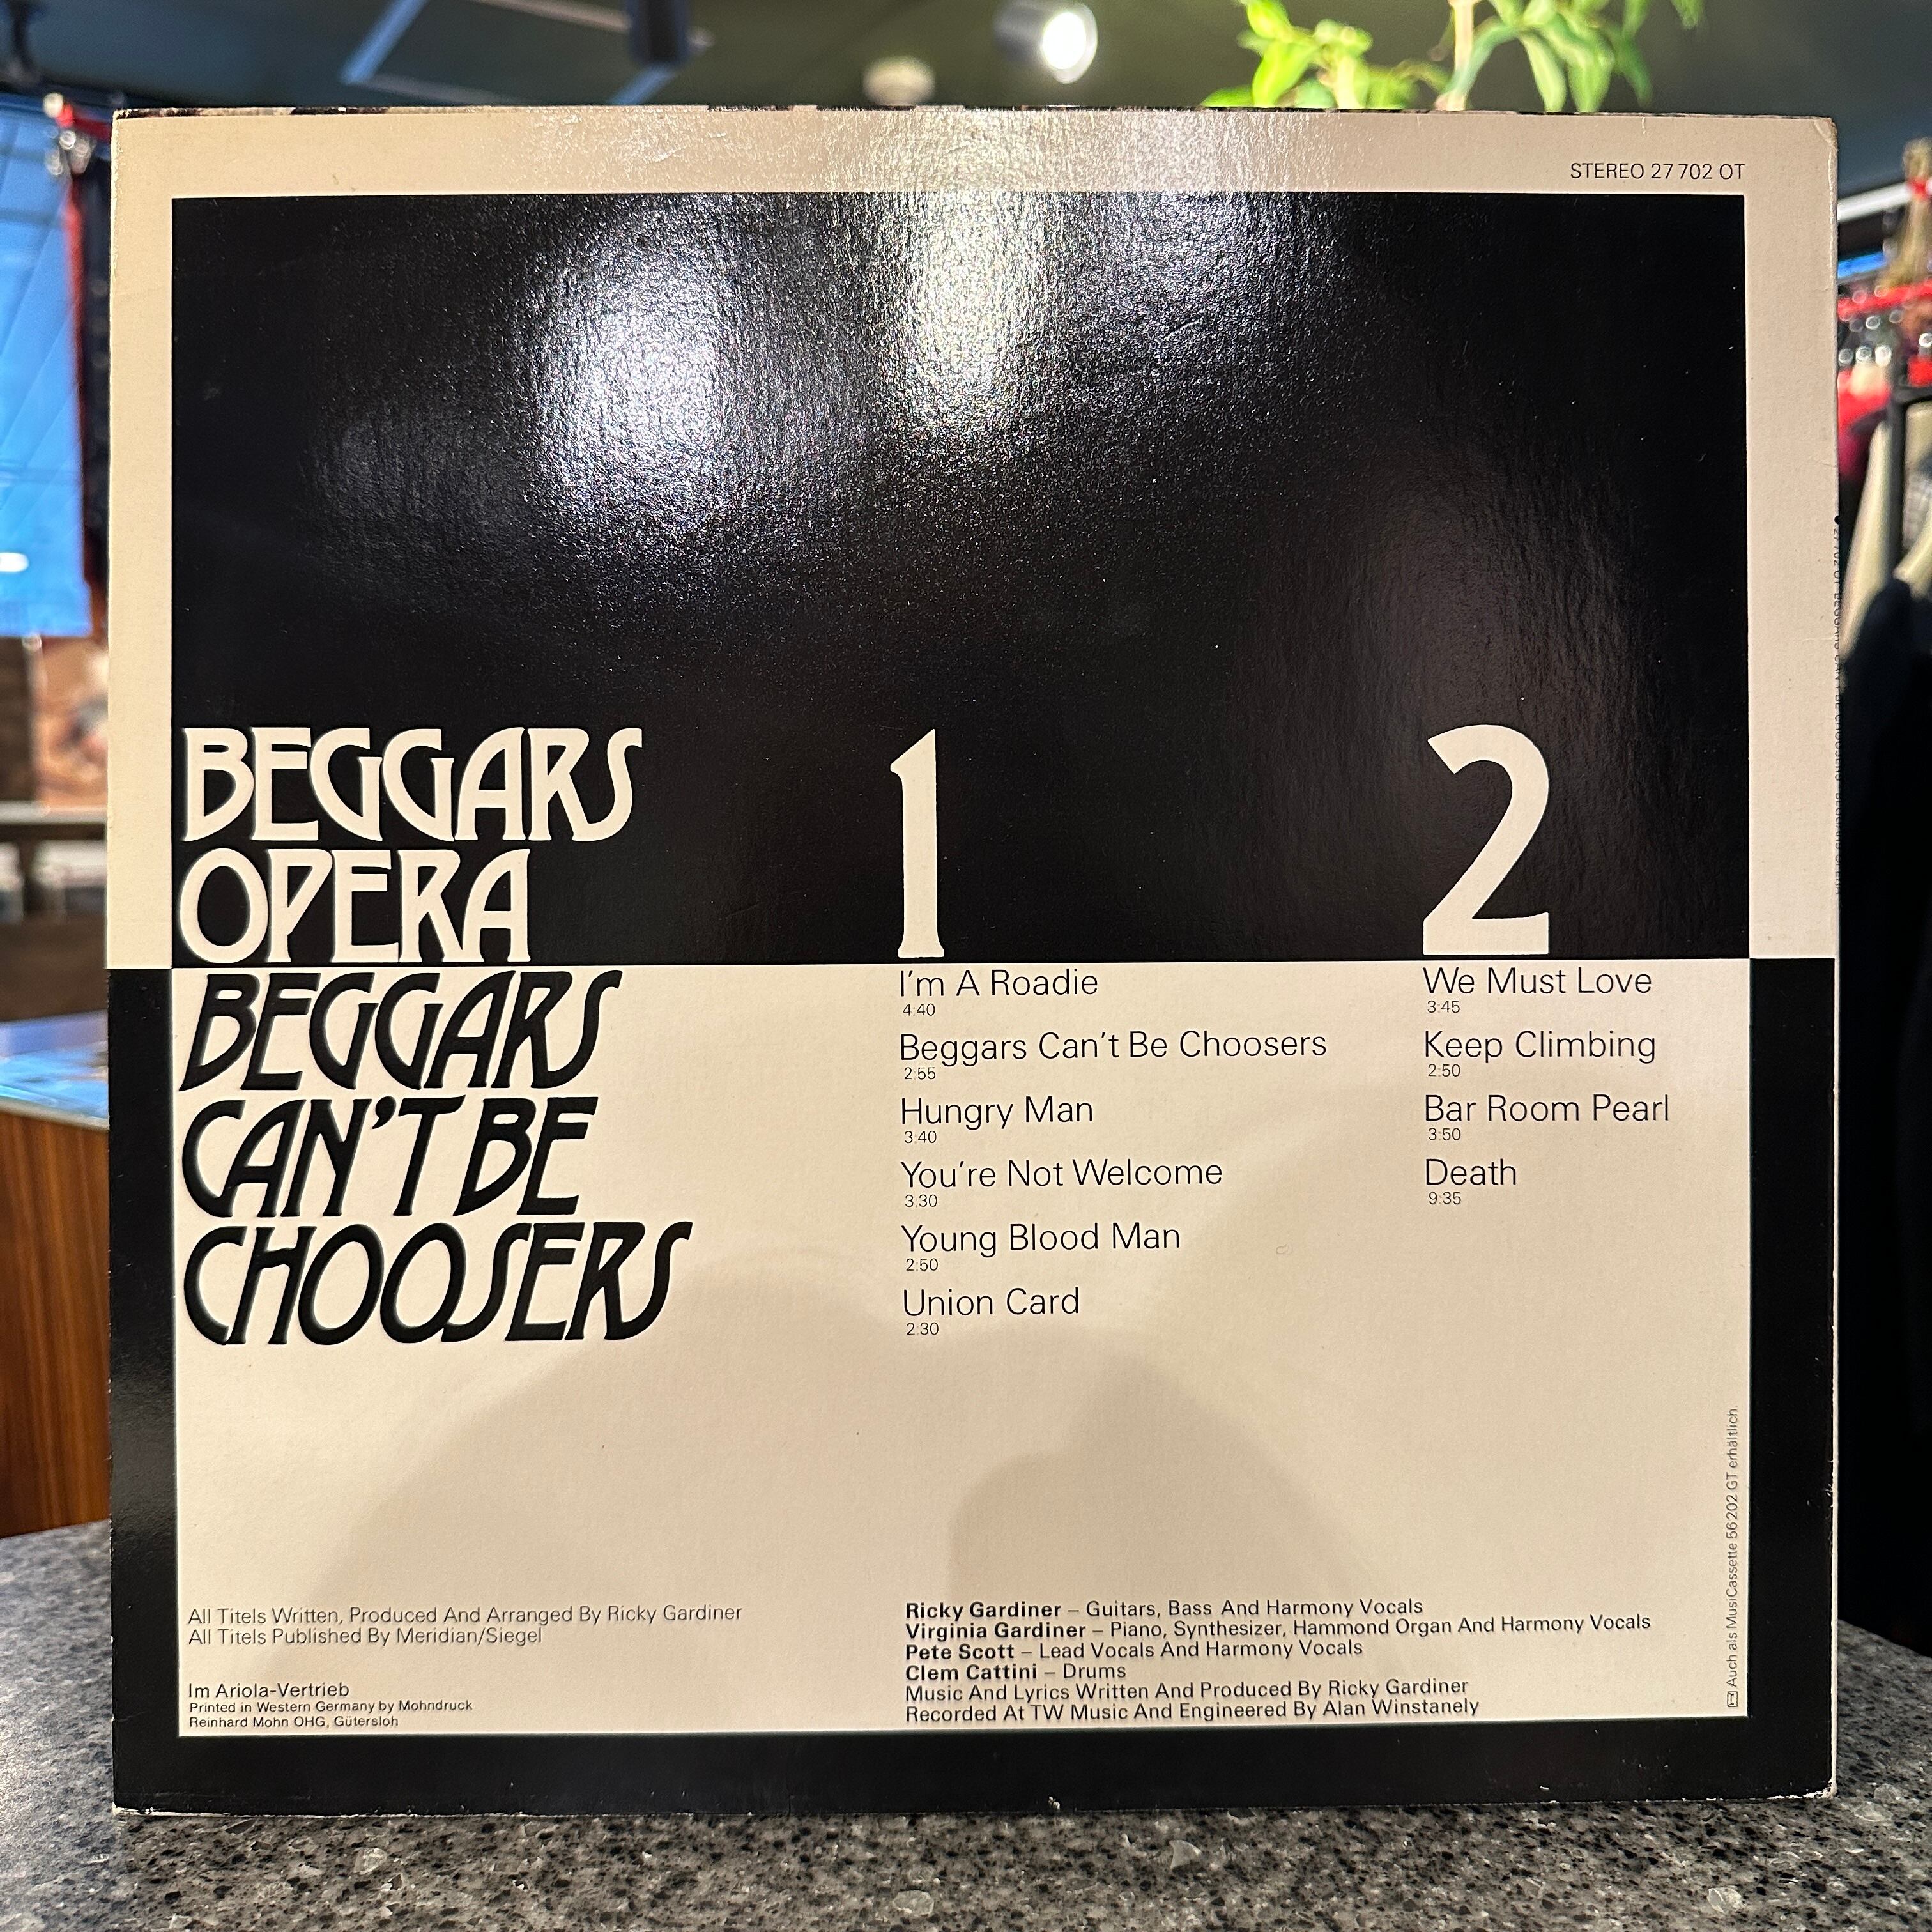 STEREO 27 702 OT
BEGGARS
OPERA
BEGGARS
CAN'T BE
CHOOSERS
1
I'm A Roadie
4:40
Beggars Can't Be Choosers
2:55
Hungry Man
3:40
You're Not Welcome
3:30
Young Blood Man
2:50
Union Card
2:30
2
We Must Love
3:45
Keep Climbing
2:50
Bar Room Pearl
3:50
Death
9:35
All Titels Written, Produced And Arranged By Ricky Gardiner
All Titels Published By Meridian/Siegel
Im Ariola-Vertrieb
Printed in Western Germany by Mohndruck
Reinhard Mohn OHG, Gütersloh
Ricky Gardiner – Guitars, Bass And Harmony Vocals
Virginia Gardiner – Piano, Synthesizer, Hammond Organ And Harmony Vocals
Pete Scott – Lead Vocals And Harmony Vocals
Clem Cattini – Drums
Music And Lyrics Written And Produced By Ricky Gardiner
Recorded At TW Music And Engineered By Alan Winstanely
Auch als MusiCassette 56 202 GT erhältlich.